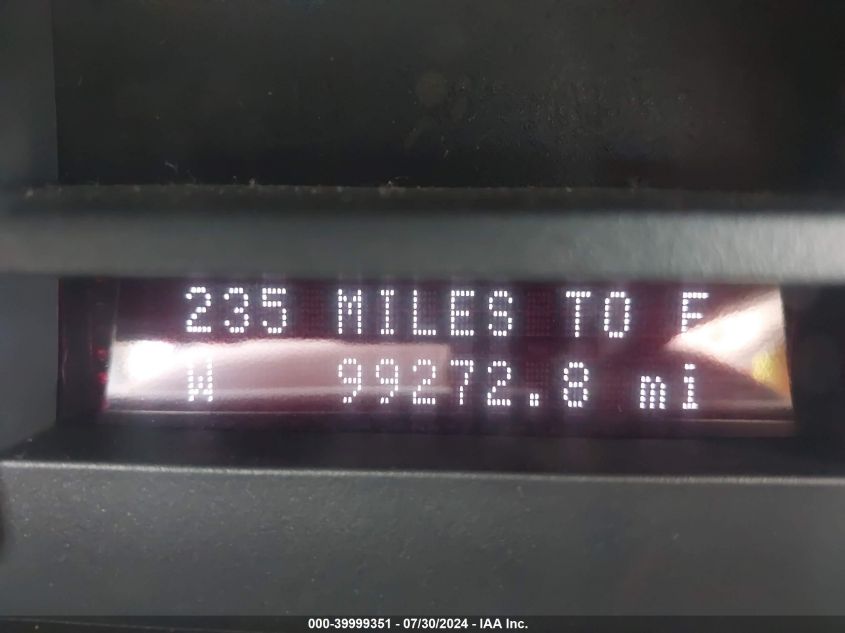 235 MILES TO E
W 99272.8 mi
000-39999351 - 07/30/2024 - IAA Inc.